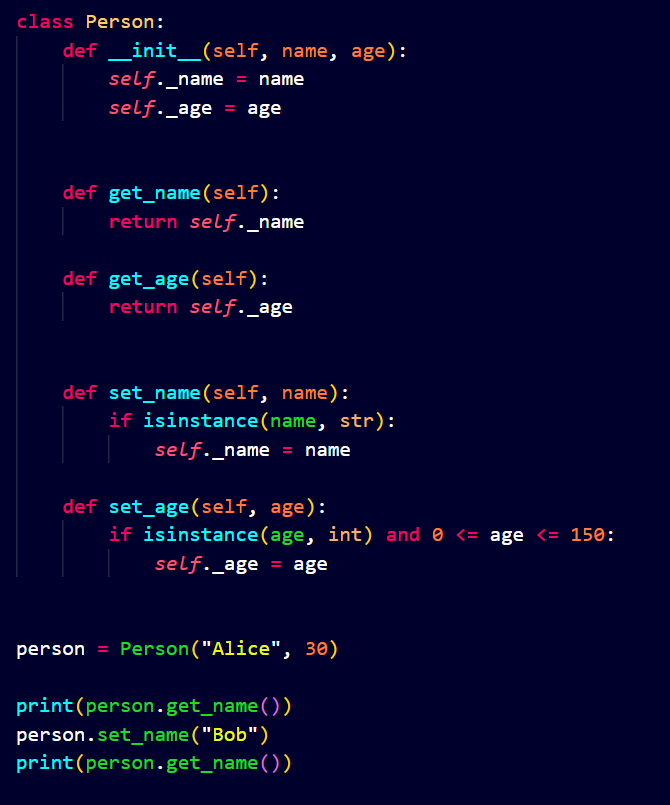 class Person:
    def __init__(self, name, age):
        self._name = name
        self._age = age


    def get_name(self):
        return self._name

    def get_age(self):
        return self._age


    def set_name(self, name):
        if isinstance(name, str):
            self._name = name

    def set_age(self, age):
        if isinstance(age, int) and 0 <= age <= 150:
            self._age = age


person = Person("Alice", 30)

print(person.get_name())
person.set_name("Bob")
print(person.get_name())